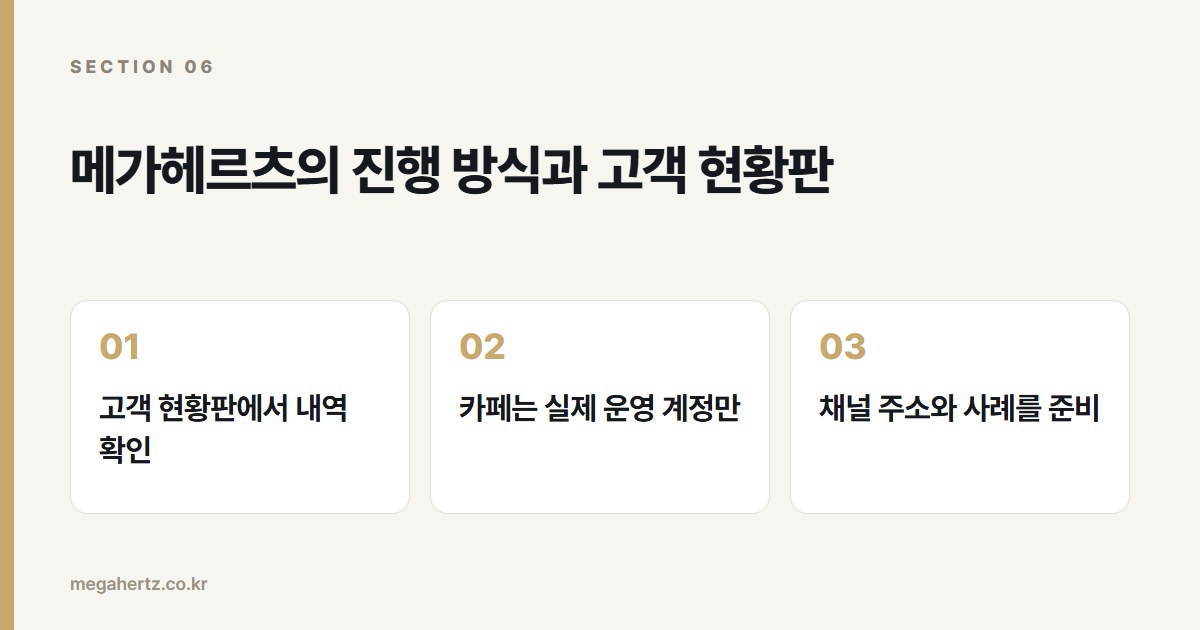 SECTION 06
메가헤르츠의 진행 방식과 고객 현황판
01
고객 현황판에서 내역
확인
02
카페는 실제 운영 계정만
03
채널 주소와 사례를 준비
megahertz.co.kr